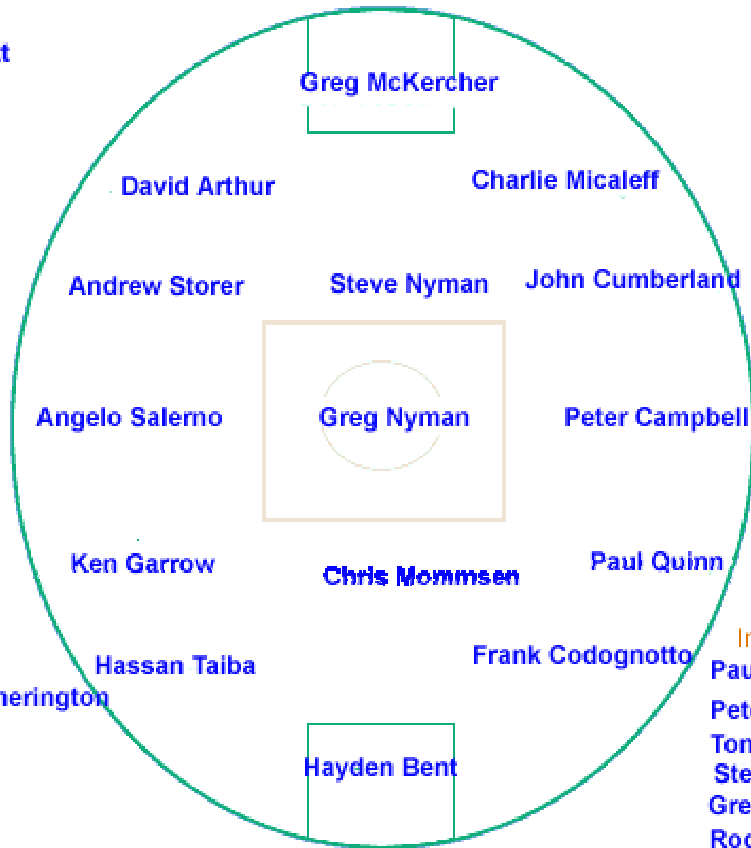 Greg McKercher
David Arthur
Charlie Micaleff
Andrew Storer
Steve Nyman
John Cumberland
Angelo Salerno
Greg Nyman
Peter Campbell
Ken Garrow
Chris Mommsen
Paul Quinn
Hassan Taiba
Frank Codognotto
Hayden Bent